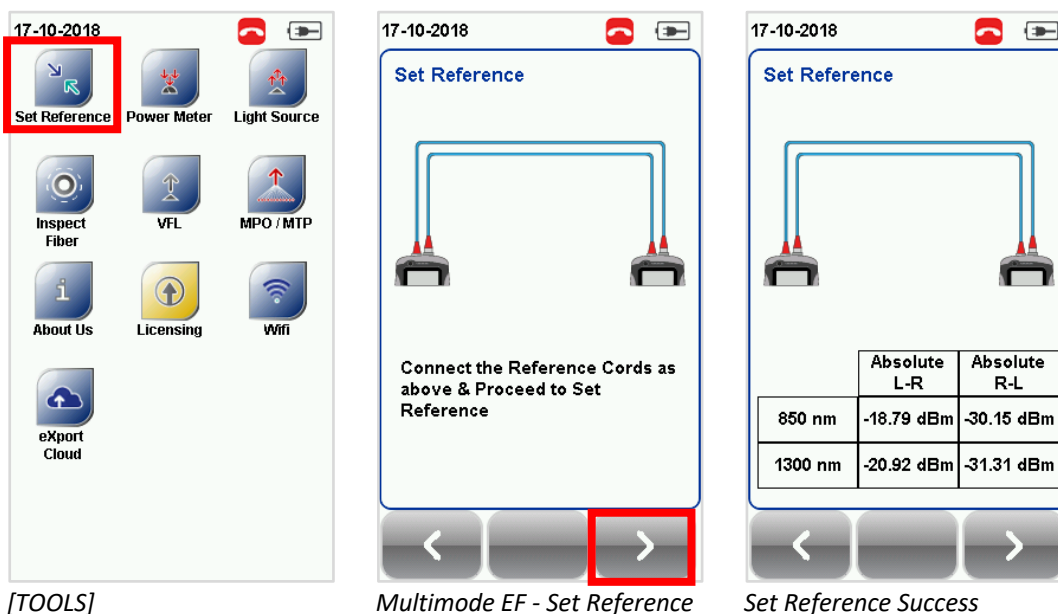 17-10-2018
Set Reference
Power Meter
Light Source
Inspect
Fiber
VFL
MPO / MTP
About Us
Licensing
Wifi
eXport
Cloud
[TOOLS]
17-10-2018
Set Reference
Connect the Reference Cords as
above & Proceed to Set
Reference
Multimode EF - Set Reference
17-10-2018
Set Reference
Absolute
L-R
Absolute
R-L
850 nm -18.79 dBm -30.15 dBm
1300 nm -20.92 dBm -31.31 dBm
Set Reference Success